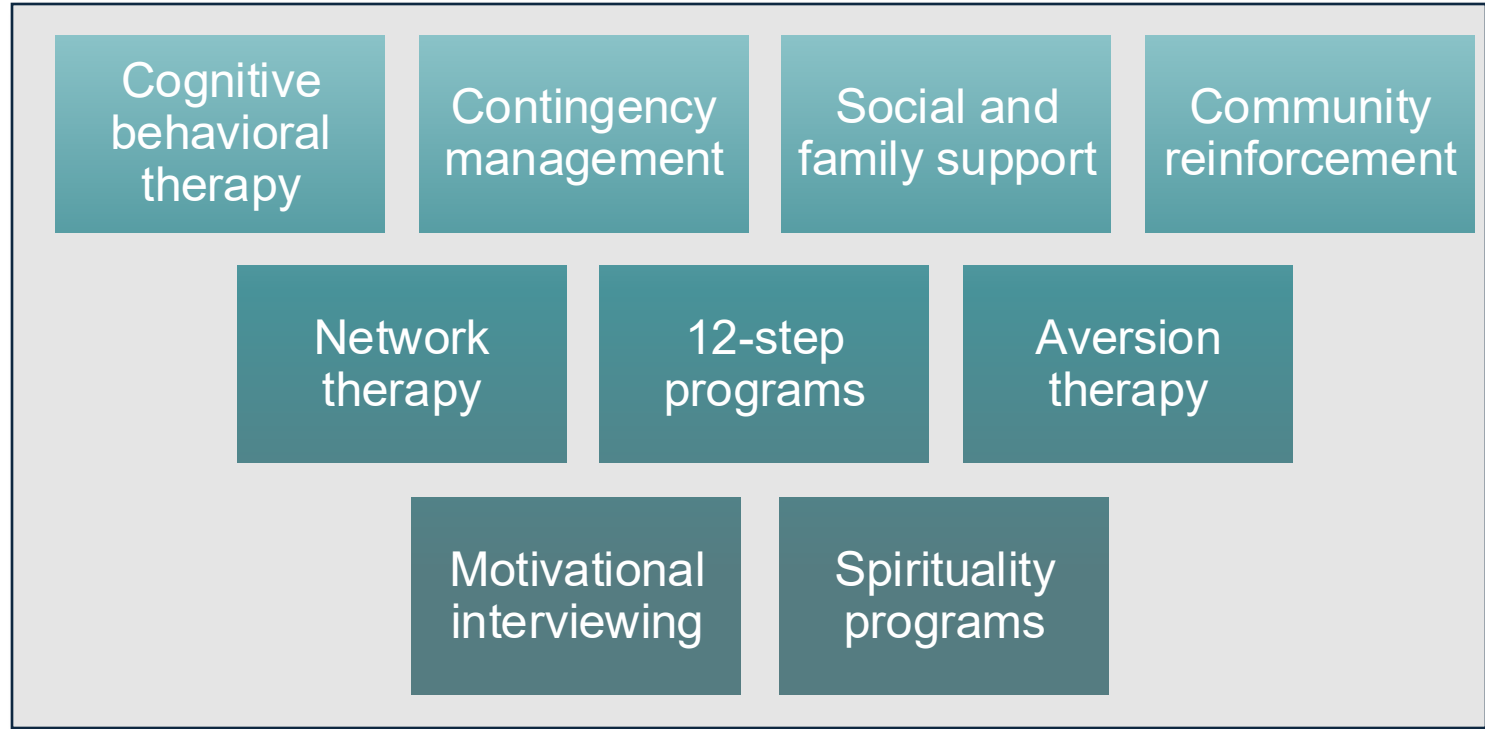 Cognitive
behavioral
therapy
Contingency
management
Social and
family support
Community
reinforcement
Network
therapy
12-step
programs
Aversion
therapy
Motivational
interviewing
Spirituality
programs